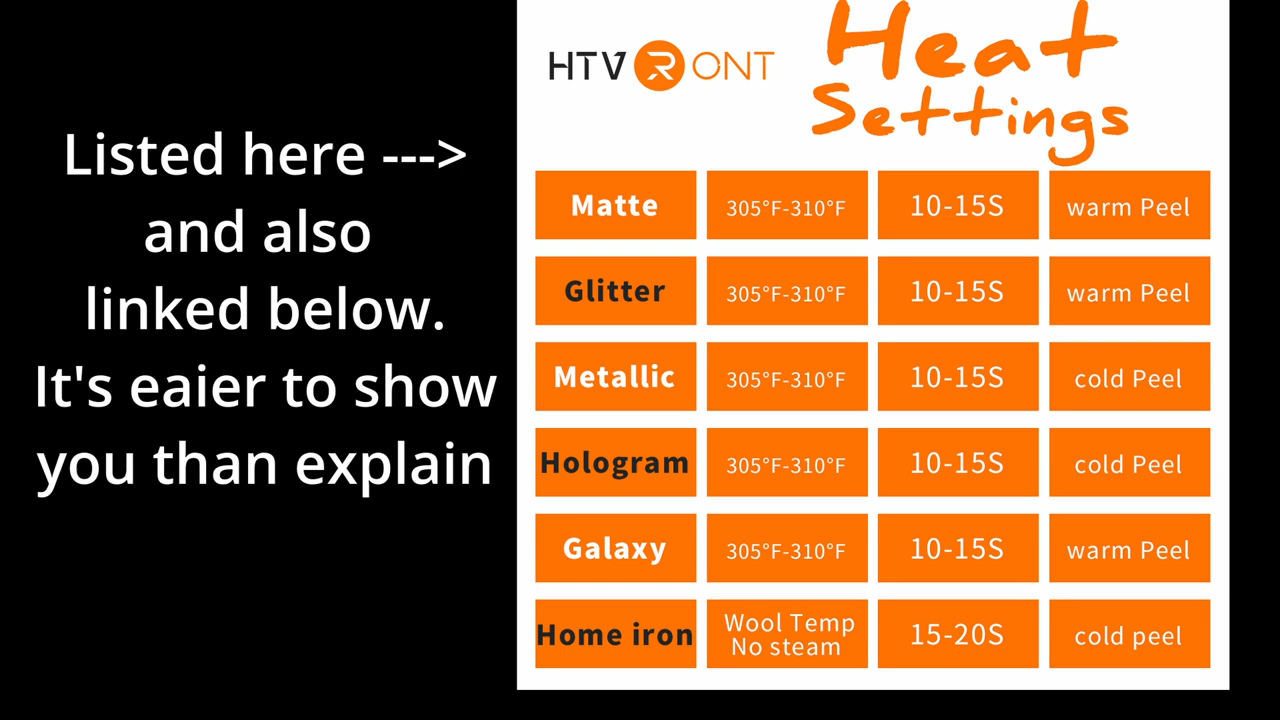 Listed here --->
and also
linked below.
It's eaier to show
you than explain
HTVRONT
Heat
Settings
Matte 305°F-310°F 10-15S warm Peel
Glitter 305°F-310°F 10-15S warm Peel
Metallic 305°F-310°F 10-15S cold Peel
Hologram 305°F-310°F 10-15S cold Peel
Galaxy 305°F-310°F 10-15S warm Peel
Home iron Wool Temp No steam 15-20S cold peel